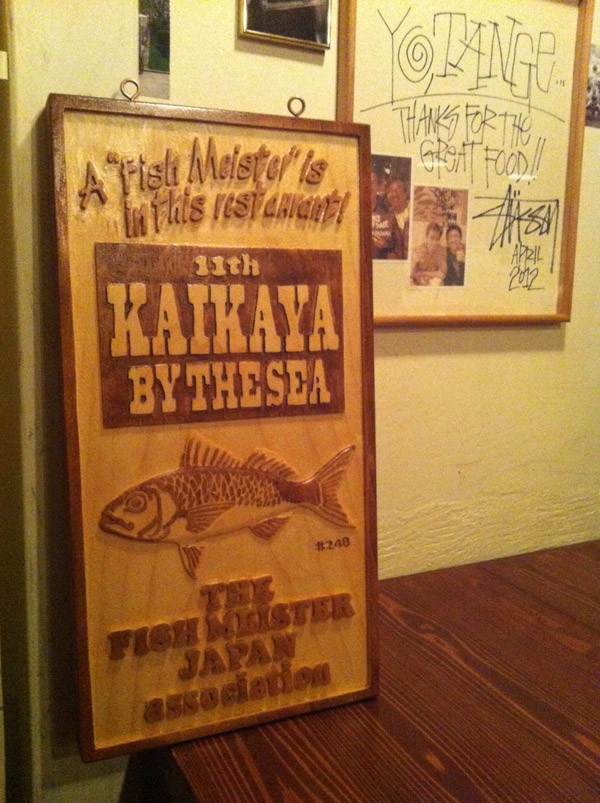 A "Fish Meister" is
in this restaurant!
11th
KAIKAYA
BY THE SEA
#248
THE
FISH MEISTER
JAPAN
association
YO, TANGE...
THANKS FOR THE
GREAT FOOD!!
APRIL
2012